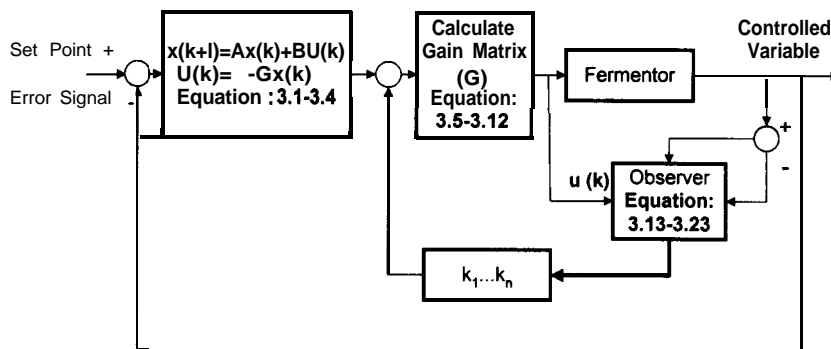 Set Point +
Error Signal -
x(k+l)=Ax(k)+BU(k)
U(k)= -Gx(k)
Equation : 3.1-3.4
Calculate
Gain Matrix
(G)
Equation:
3.5-3.12
Fermentor
Controlled
Variable
+
-
u (k)
Observer
Equation:
3.13-3.23
k1...kn